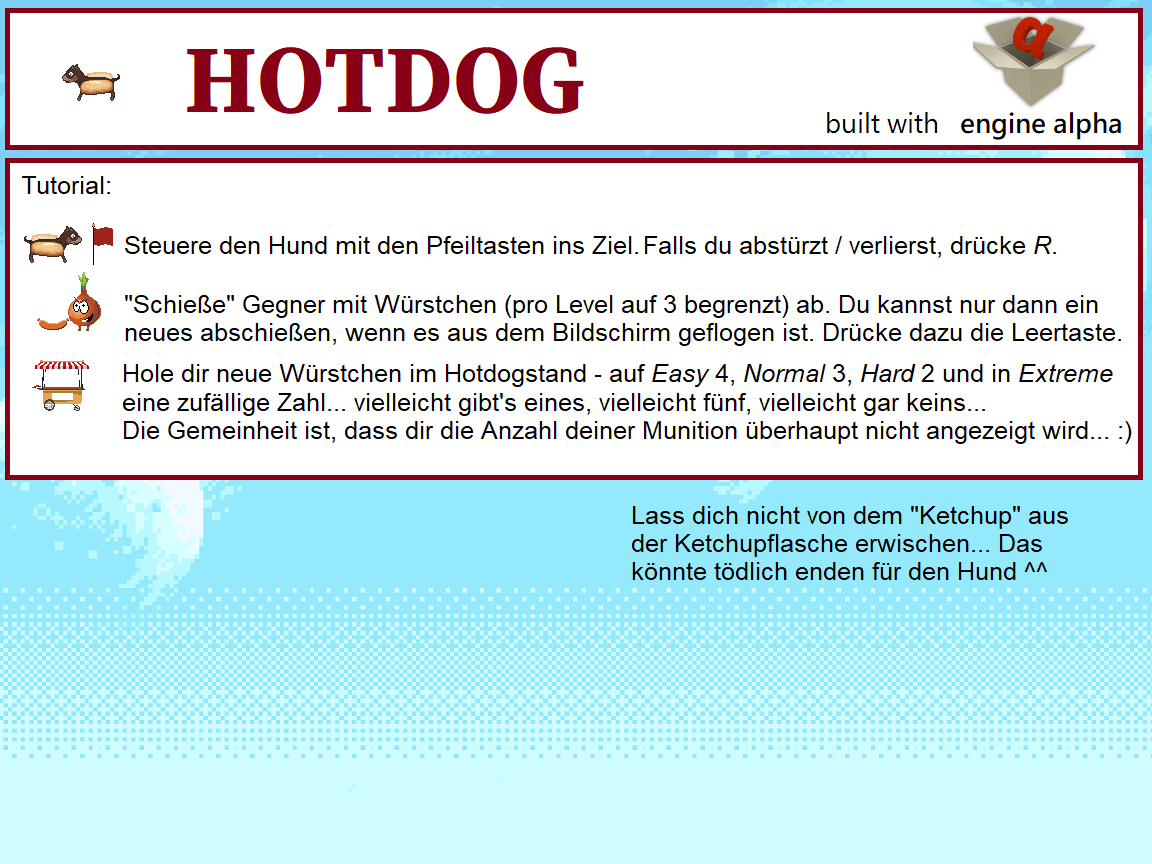 HOTDOG
built with engine alpha
Tutorial:
Steuere den Hund mit den Pfeiltasten ins Ziel. Falls du abstürzt / verlierst, drücke R.
"Schieße" Gegner mit Würstchen (pro Level auf 3 begrenzt) ab. Du kannst nur dann ein
neues abschießen, wenn es aus dem Bildschirm geflogen ist. Drücke dazu die Leertaste.
Hole dir neue Würstchen im Hotdogstand - auf Easy 4, Normal 3, Hard 2 und in Extreme
eine zufällige Zahl... vielleicht gibt's eines, vielleicht fünf, vielleicht gar keins...
Die Gemeinheit ist, dass dir die Anzahl deiner Munition überhaupt nicht angezeigt wird... :)
Lass dich nicht von dem "Ketchup" aus
der Ketchupflasche erwischen... Das
könnte tödlich enden für den Hund ^^